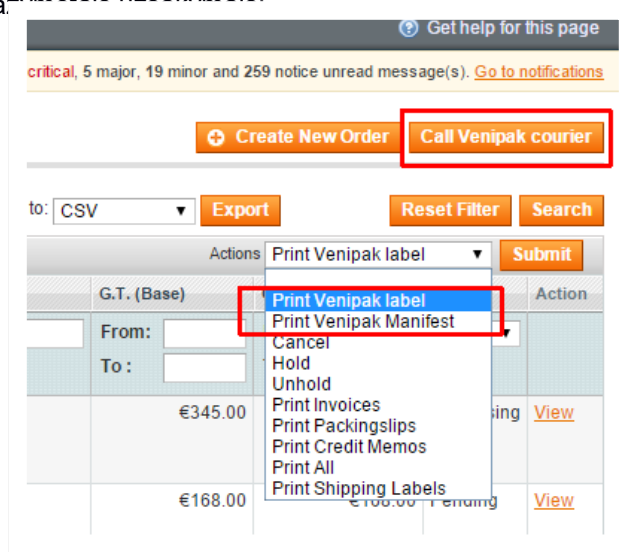 Get help for this page
critical, 5 major, 19 minor and 259 notice unread message(s). Go to notifications
Create New Order Call Venipak courier
to: CSV Export Reset Filter Search
Actions Print Venipak label Submit
G.T. (Base) Action
Print Venipak label
Print Venipak Manifest
From:
Cancel
To :
Hold
Unhold
Print Invoices
€345.00 View
Print Packingslips
Print Credit Memos
Print All
Print Shipping Labels
€168.00 €168.00 Pending View